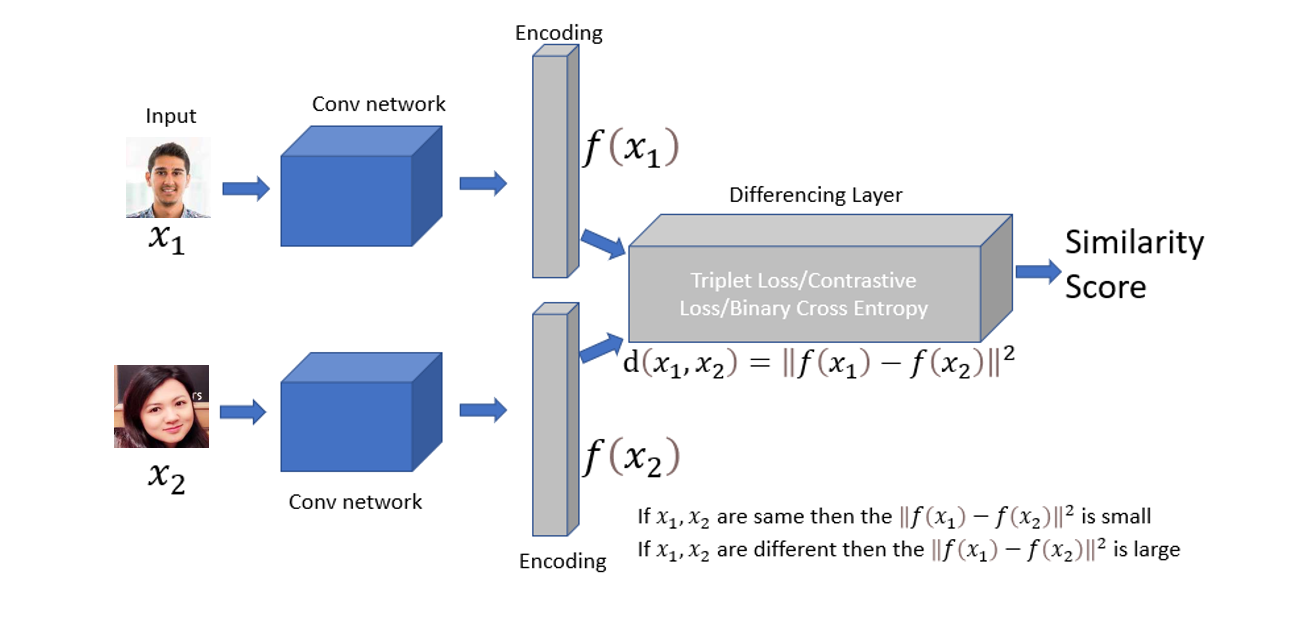 Encoding
Conv network
Input
f(x₁)
x₁
Differencing Layer
Similarity
Score
Triplet Loss/Contrastive
Loss/Binary Cross Entropy
d(x₁, x₂) = ‖f(x₁) − f(x₂)‖²
rs
x₂
f(x₂)
Conv network
If x₁, x₂ are same then the ‖f(x₁) − f(x₂)‖² is small
If x₁, x₂ are different then the ‖f(x₁) − f(x₂)‖² is large
Encoding